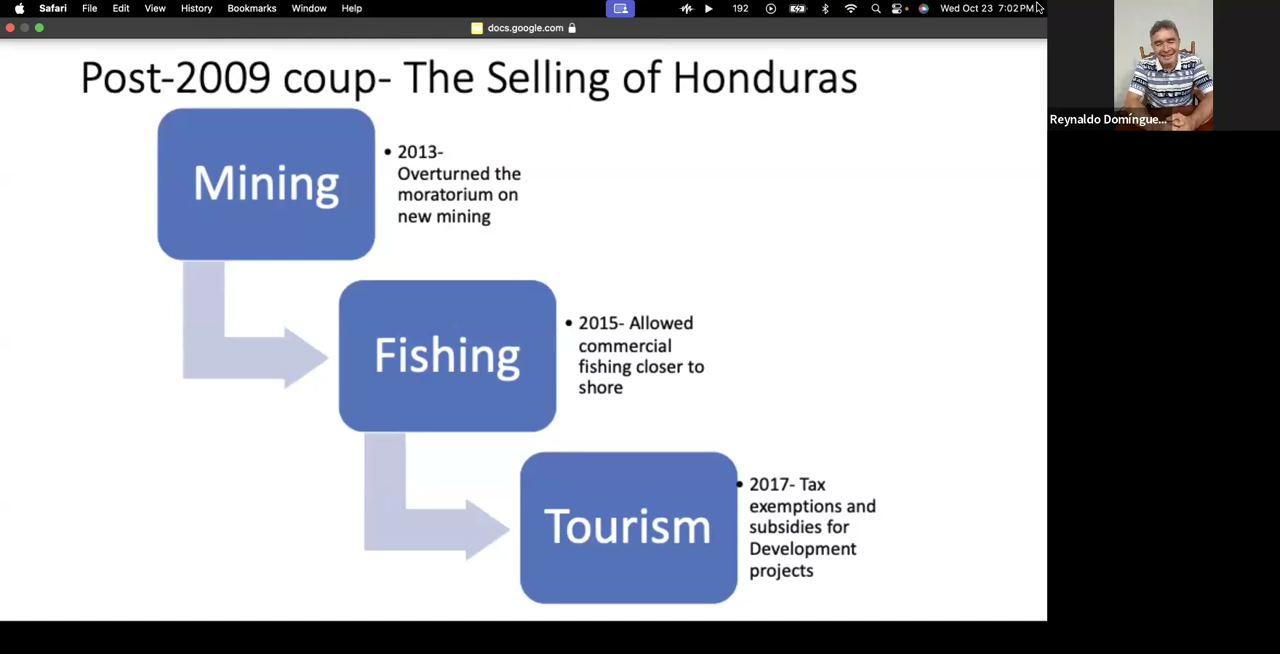 Safari File Edit View History Bookmarks Window Help 192 Wed Oct 23 7:02 PM
docs.google.com
Post-2009 coup- The Selling of Honduras
Mining
• 2013-
Overturned the
moratorium on
new mining
Fishing
• 2015- Allowed
commercial
fishing closer to
shore
Tourism
• 2017- Tax
exemptions and
subsidies for
Development
projects
Reynaldo Domíngue...